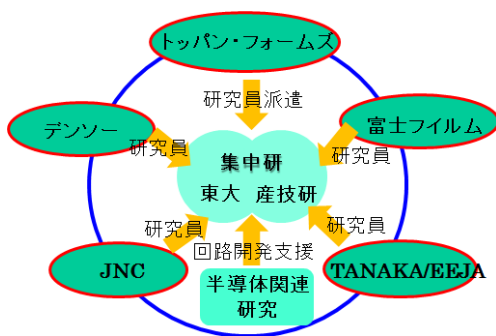 トッパン・フォームズ
研究員派遣
デンソー
富士フイルム
研究員
研究員
集中研
東大 産技研
研究員
研究員
回路開発支援
JNC
TANAKA/EEJA
半導体関連
研究